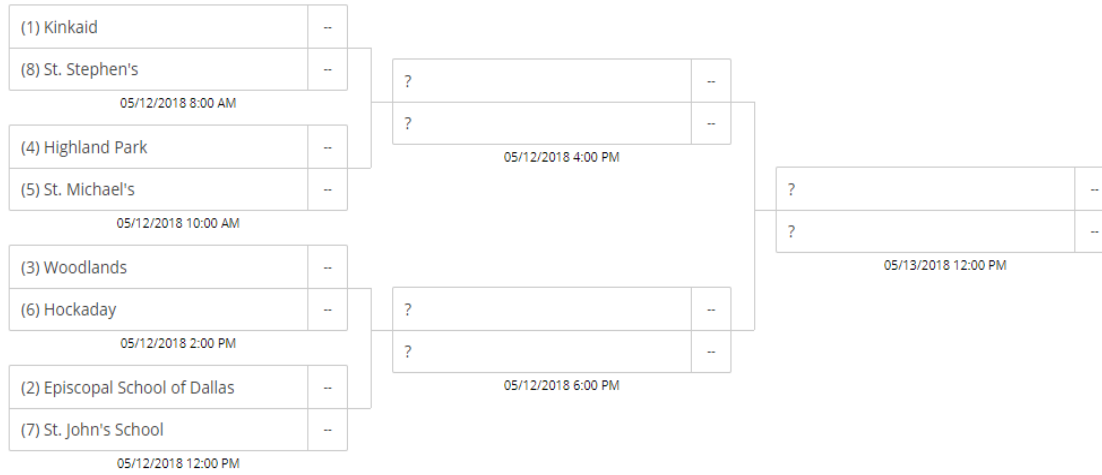 (1) Kinkaid --
(8) St. Stephen's --
05/12/2018 8:00 AM
(4) Highland Park --
(5) St. Michael's --
05/12/2018 10:00 AM
(3) Woodlands --
(6) Hockaday --
05/12/2018 2:00 PM
(2) Episcopal School of Dallas --
(7) St. John's School --
05/12/2018 12:00 PM
? --
? --
05/12/2018 4:00 PM
? --
? --
05/12/2018 6:00 PM
? --
? --
05/13/2018 12:00 PM